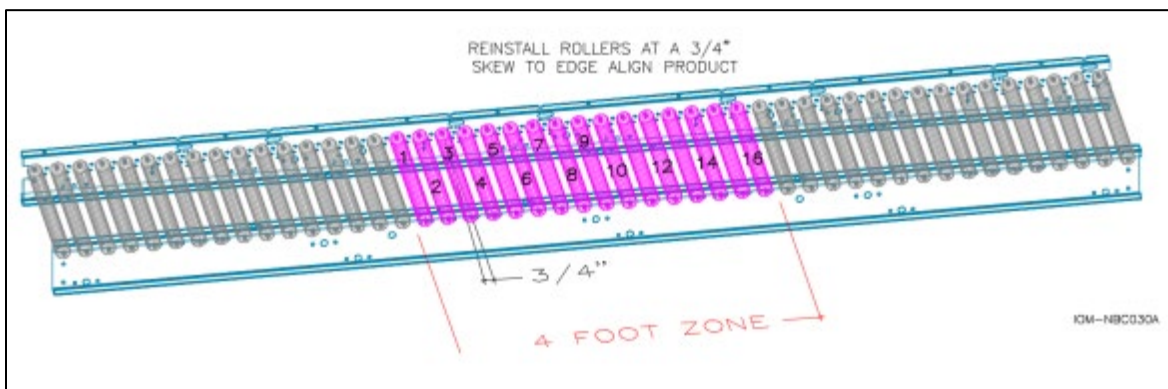 REINSTALL ROLLERS AT A 3/4"
SKEW TO EDGE ALIGN PRODUCT
1 3 5 7 9
2 4 6 8 10 12 14 16
3/4"
4 FOOT ZONE
IOM-NBC030A